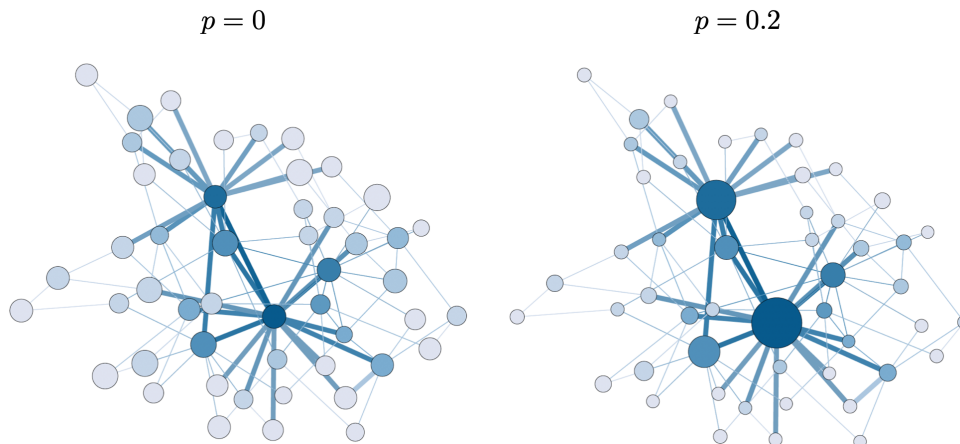 p = 0
p = 0.2